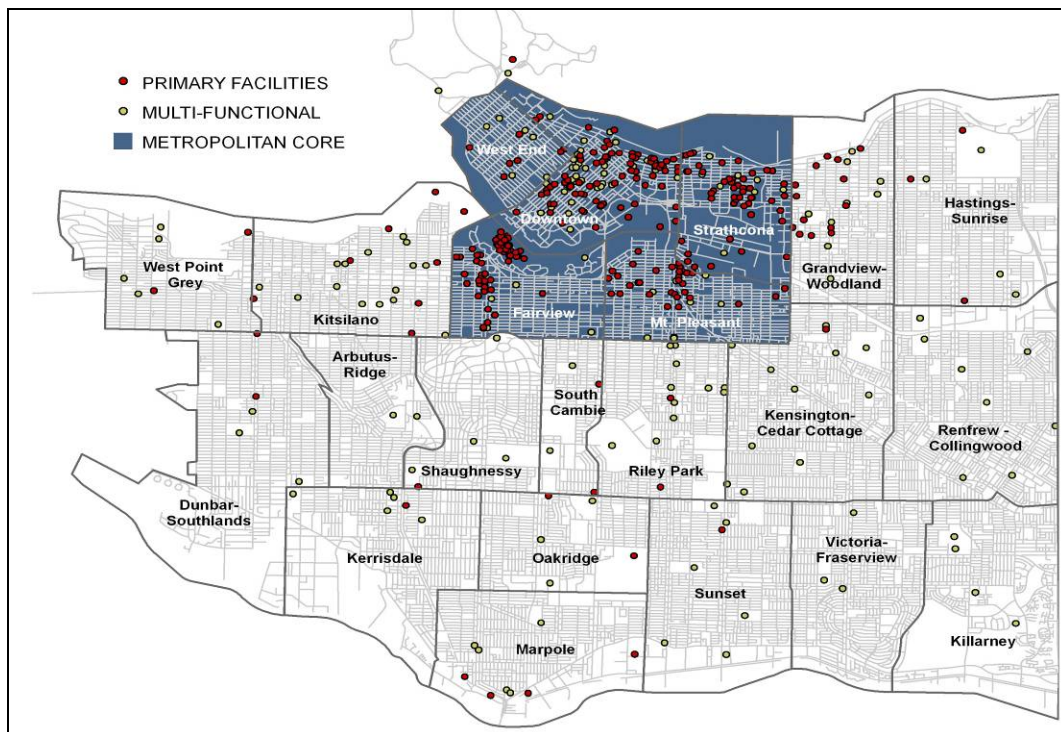 PRIMARY FACILITIES
MULTI-FUNCTIONAL
METROPOLITAN CORE
West End
Downtown
Strathcona
Hastings-
Sunrise
West Point
Grey
Grandview-
Woodland
Kitsilano
Fairview
Mt. Pleasant
Arbutus-
Ridge
South
Cambie
Kensington-
Cedar Cottage
Renfrew -
Collingwood
Shaughnessy
Riley Park
Dunbar-
Southlands
Kerrisdale
Oakridge
Victoria-
Fraserview
Sunset
Marpole
Killarney